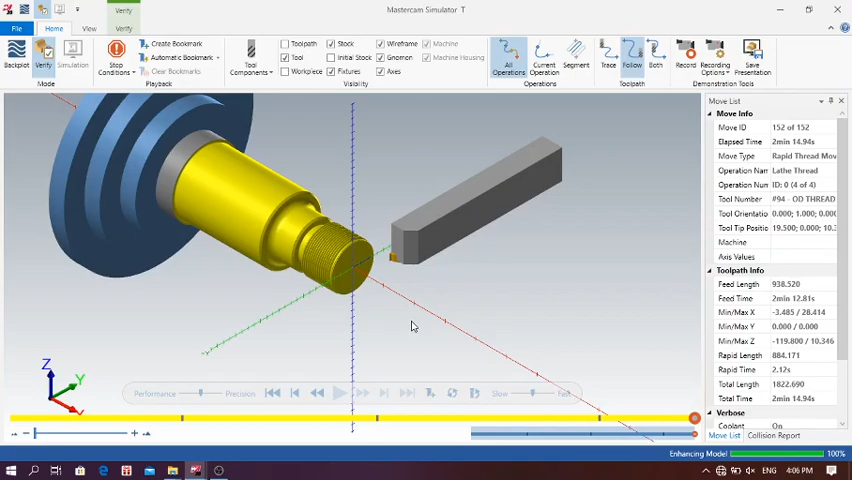 Verify
Mastercam Simulator T
File
Home
View
Verify
Backplot
Verify
Simulation
Mode
Stop Conditions
Create Bookmark
Automatic Bookmark
Clear Bookmarks
Playback
Tool Components
Toolpath
Stock
Wireframe
Machine
Tool
Initial Stock
Gnomon
Machine Housing
Workpiece
Fixtures
Axes
Visibility
All Operations
Current Operation
Segment
Operations
Trace
Follow
Both
Toolpath
Record
Recording Options
Save Presentation
Demonstration Tools
Move List
Move Info
Move ID 152 of 152
Elapsed Time 2min 14.94s
Move Type Rapid Thread Mov
Operation Nam Lathe Thread
Operation Num ID: 0 (4 of 4)
Tool Number #94 - OD THREAD
Tool Orientatio 0.000; 1.000; 0.00
Tool Tip Positio 19.500; 0.000; 10.3
Machine
Axis Values
Toolpath Info
Feed Length 938.520
Feed Time 2min 12.81s
Min/Max X -3.485 / 28.414
Min/Max Y 0.000 / 0.000
Min/Max Z -119.800 / 10.346
Rapid Length 884.171
Rapid Time 2.12s
Total Length 1822.690
Total Time 2min 14.94s
Verbose
Coolant
Z
Y
Performance
Precision
Slow
Fast
Move List
Collision Report
Enhancing Model
100%
ENG
4:06 PM